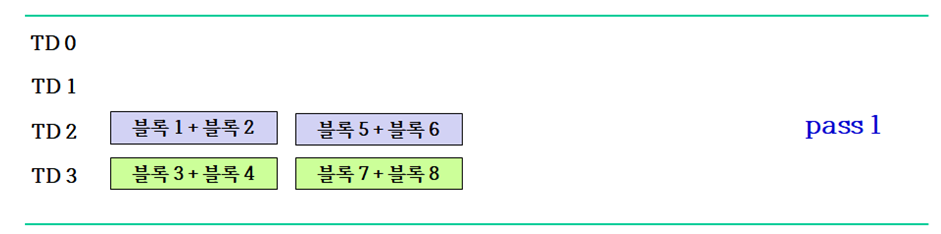 TD 0
TD 1
TD 2 블록 1 + 블록 2 블록 5 + 블록 6
pass 1
TD 3 블록 3 + 블록 4 블록 7 + 블록 8